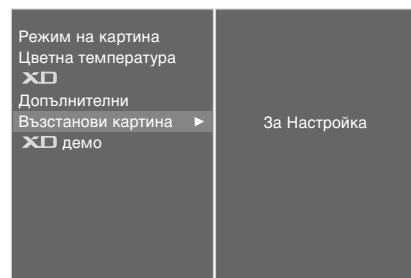 Режим на картина
Цветна температура
XD
Допълнителни
Възстанови картина ►
XD демо
За Настройка